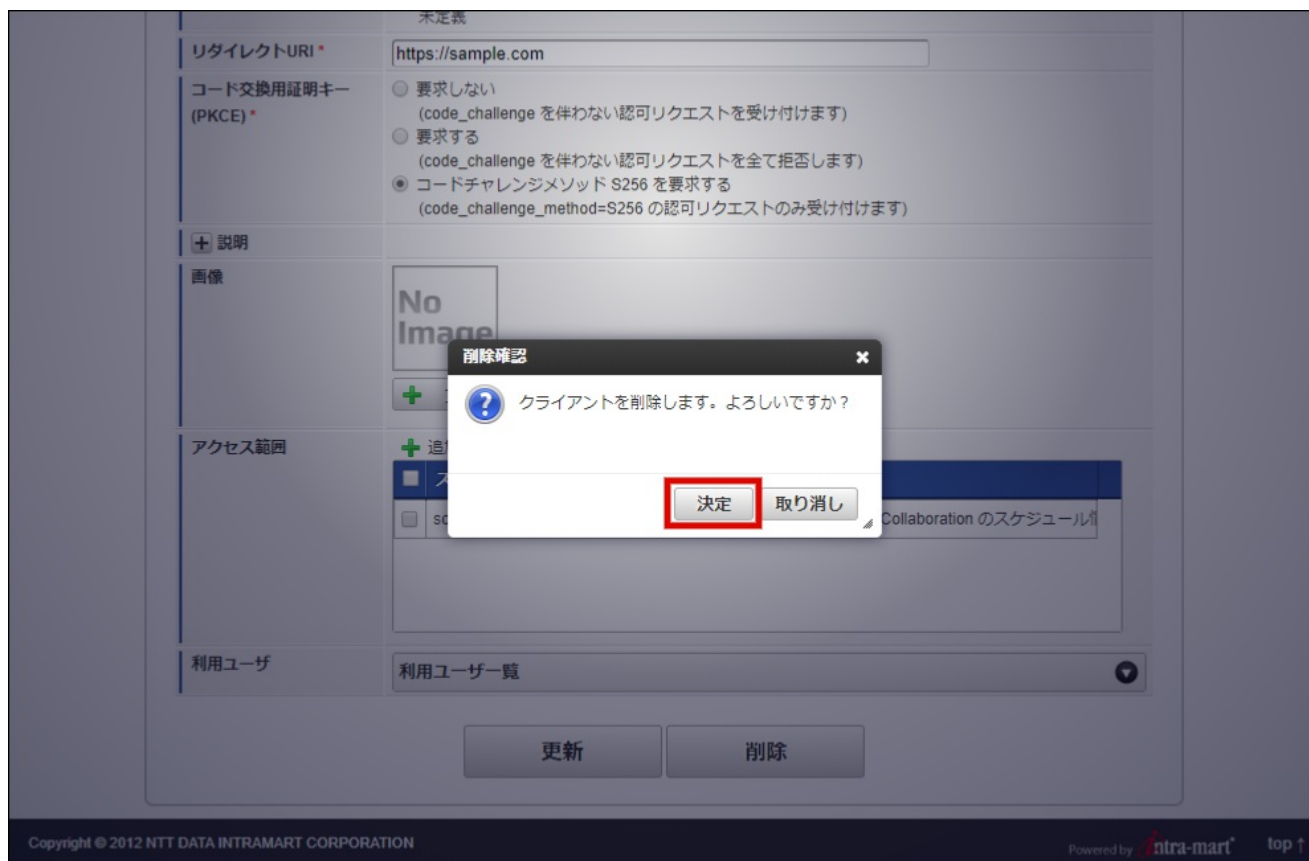 未定義
リダイレクトURI *
https://sample.com
コード交換用証明キー
(PKCE) *
要求しない
(code_challenge を伴わない認可リクエストを受け付けます)
要求する
(code_challenge を伴わない認可リクエストを全て拒否します)
コードチャレンジメソッド S256 を要求する
(code_challenge_method=S256 の認可リクエストのみ受け付けます)
説明
画像
No
Image
削除確認
クライアントを削除します。よろしいですか？
決定
取り消し
アクセス範囲
Collaboration のスケジュール
利用ユーザ
利用ユーザ一覧
更新
削除
Copyright © 2012 NTT DATA INTRAMART CORPORATION
Powered by intra-mart
top ↑